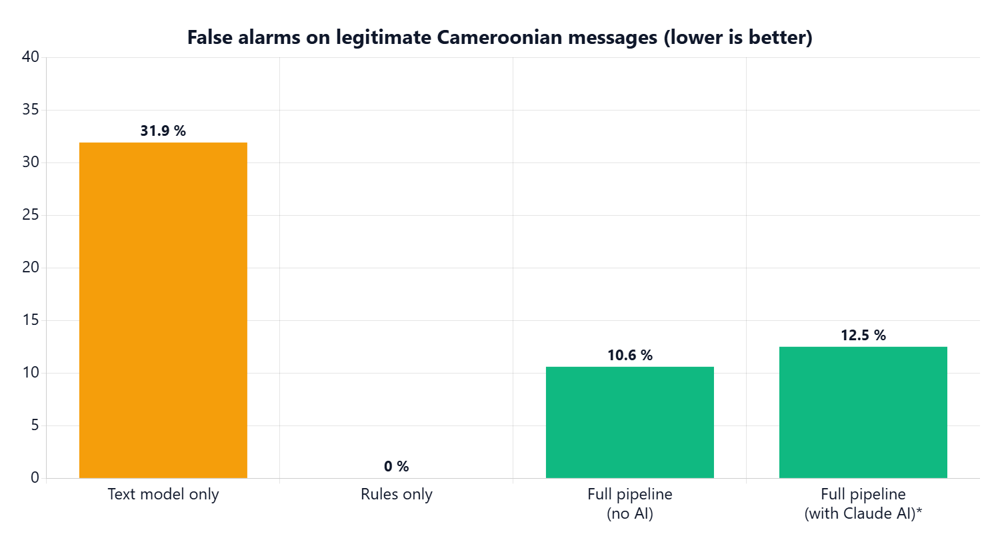 False alarms on legitimate Cameroonian messages (lower is better)
40
35
30
25
20
15
10
5
0
31.9 %
0 %
10.6 %
12.5 %
Text model only
Rules only
Full pipeline
(no AI)
Full pipeline
(with Claude AI)*